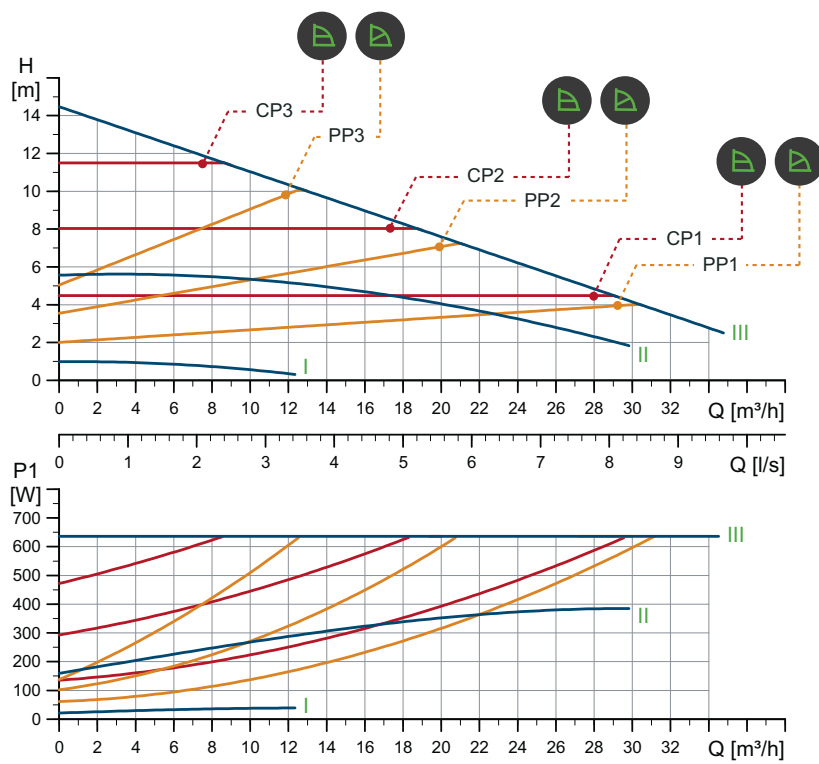 H
[m]
14
12
10
8
6
4
2
0
CP3
PP3
CP2
PP2
CP1
PP1
I
II
III
0 2 4 6 8 10 12 14 16 18 20 22 24 26 28 30 32 Q [m³/h]
0 1 2 3 4 5 6 7 8 9 Q [l/s]
P1
[W]
700
600
500
400
300
200
100
0
III
II
I
0 2 4 6 8 10 12 14 16 18 20 22 24 26 28 30 32 Q [m³/h]